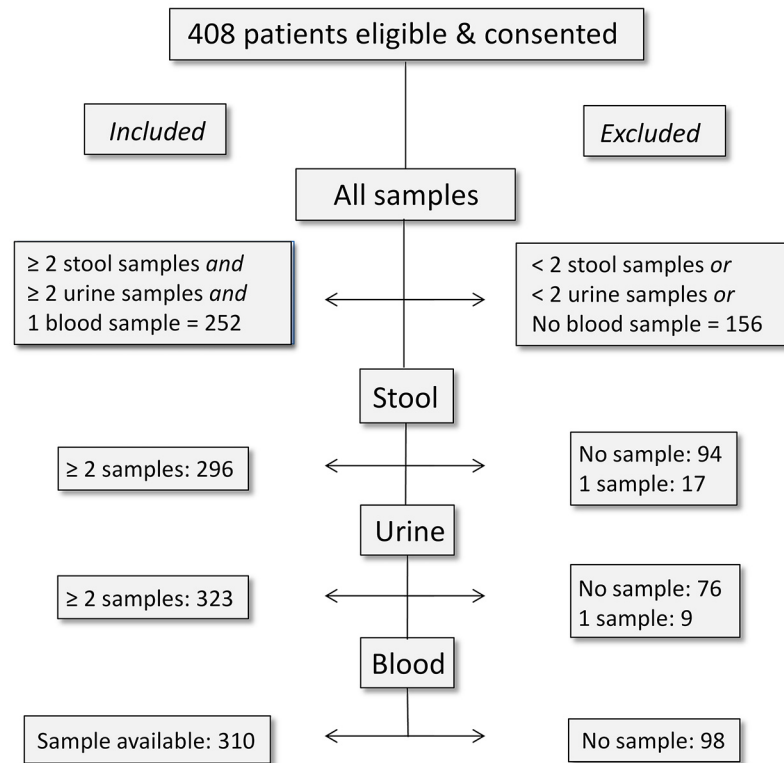 408 patients eligible & consented
Included
Excluded
All samples
≥ 2 stool samples and
≥ 2 urine samples and
1 blood sample = 252
< 2 stool samples or
< 2 urine samples or
No blood sample = 156
Stool
≥ 2 samples: 296
No sample: 94
1 sample: 17
Urine
≥ 2 samples: 323
No sample: 76
1 sample: 9
Blood
Sample available: 310
No sample: 98